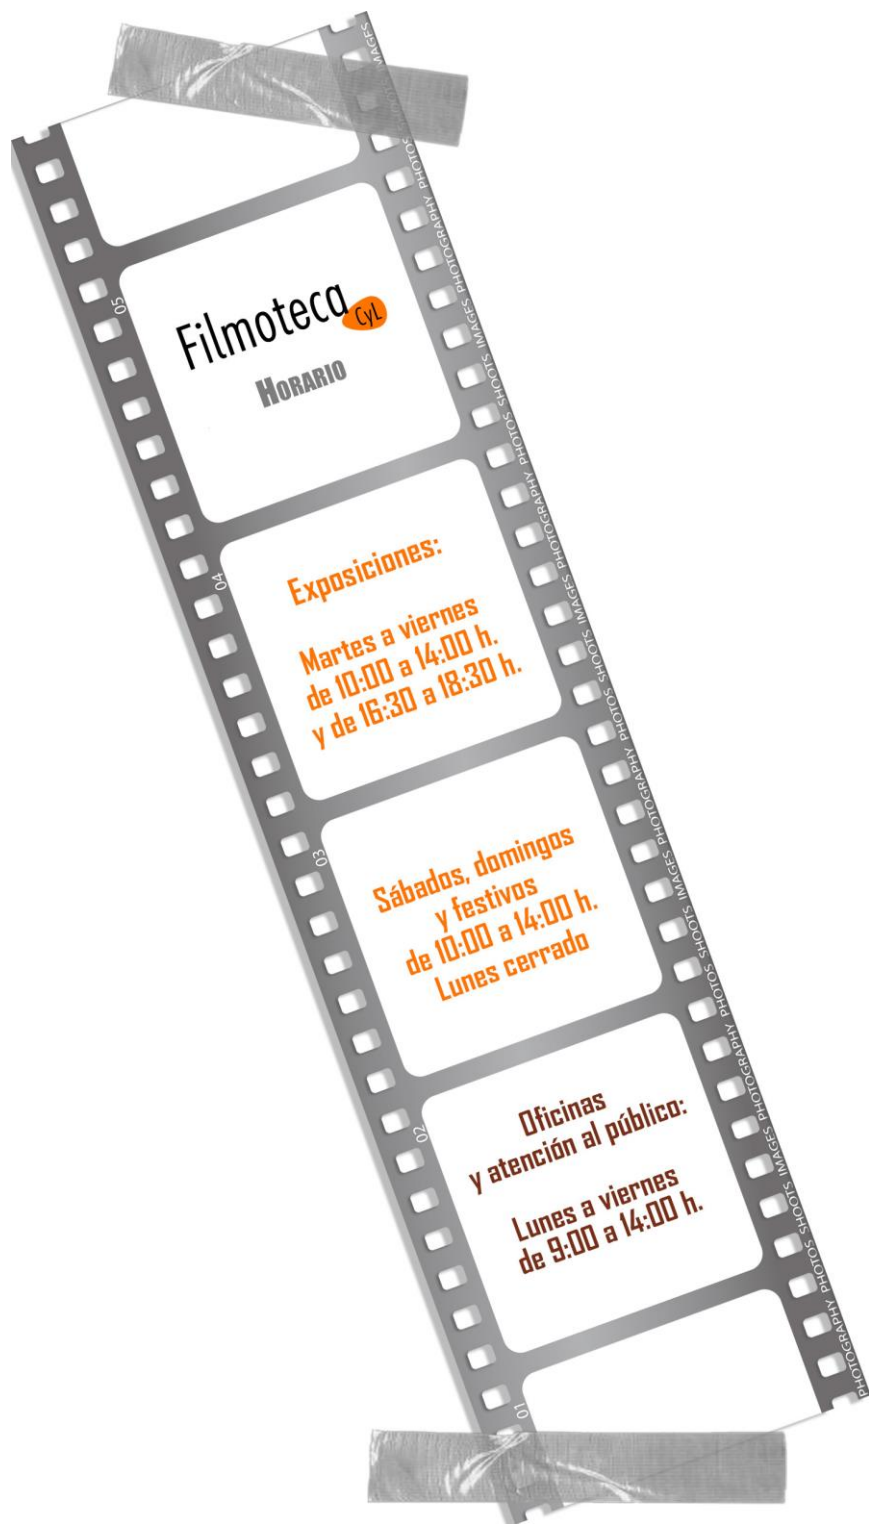 Filmoteca CyL
HORARIO
Exposiciones:
Martes a viernes
de 10:00 a 14:00 h.
y de 16:30 a 18:30 h.
Sábados, domingos
y festivos
de 10:00 a 14:00 h.
Lunes cerrado
Oficinas
y atención al público:
Lunes a viernes
de 9:00 a 14:00 h.
05
04
03
02
01
PHOTOGRAPHY PHOTOS SHOOTS IMAGES PHOTOGRAPHY PHOTOS SHOOTS IMAGES PHOTOGRAPHY PHOTOS SHOOTS IMAGES PHOTOGRAPHY PHOTOS SHOOTS IMAGES PHOTOGRAPHY PHOTOS IMAGES